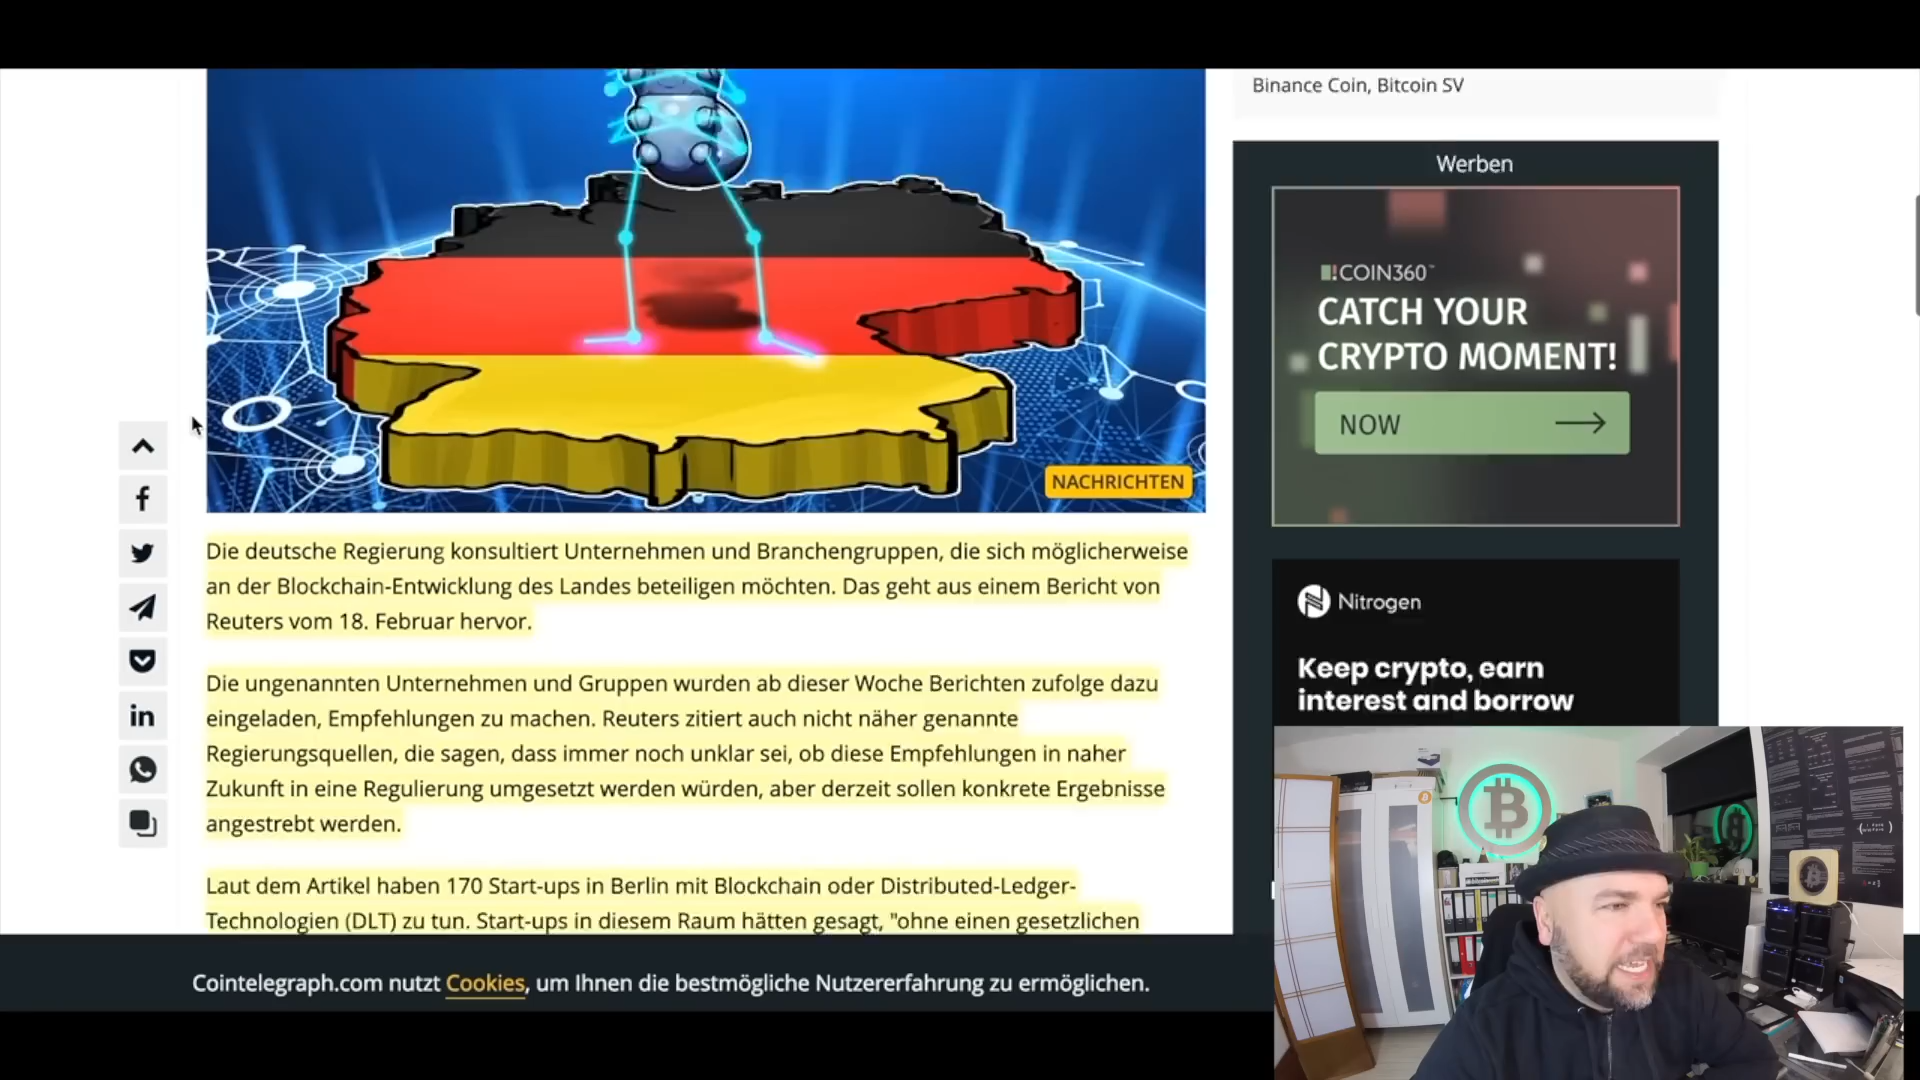 Binance Coin, Bitcoin SV
Werben
COIN360™
CATCH YOUR
CRYPTO MOMENT!
NOW
NACHRICHTEN
Die deutsche Regierung konsultiert Unternehmen und Branchengruppen, die sich möglicherweise
an der Blockchain-Entwicklung des Landes beteiligen möchten. Das geht aus einem Bericht von
Reuters vom 18. Februar hervor.
Die ungenannten Unternehmen und Gruppen wurden ab dieser Woche Berichten zufolge dazu
eingeladen, Empfehlungen zu machen. Reuters zitiert auch nicht näher genannte
Regierungsquellen, die sagen, dass immer noch unklar sei, ob diese Empfehlungen in naher
Zukunft in eine Regulierung umgesetzt werden würden, aber derzeit sollen konkrete Ergebnisse
angestrebt werden.
Laut dem Artikel haben 170 Start-ups in Berlin mit Blockchain oder Distributed-Ledger-
Technologien (DLT) zu tun. Start-ups in diesem Raum hätten gesagt, "ohne einen gesetzlichen
Nitrogen
Keep crypto, earn
interest and borrow
Cointelegraph.com nutzt Cookies, um Ihnen die bestmögliche Nutzererfahrung zu ermöglichen.